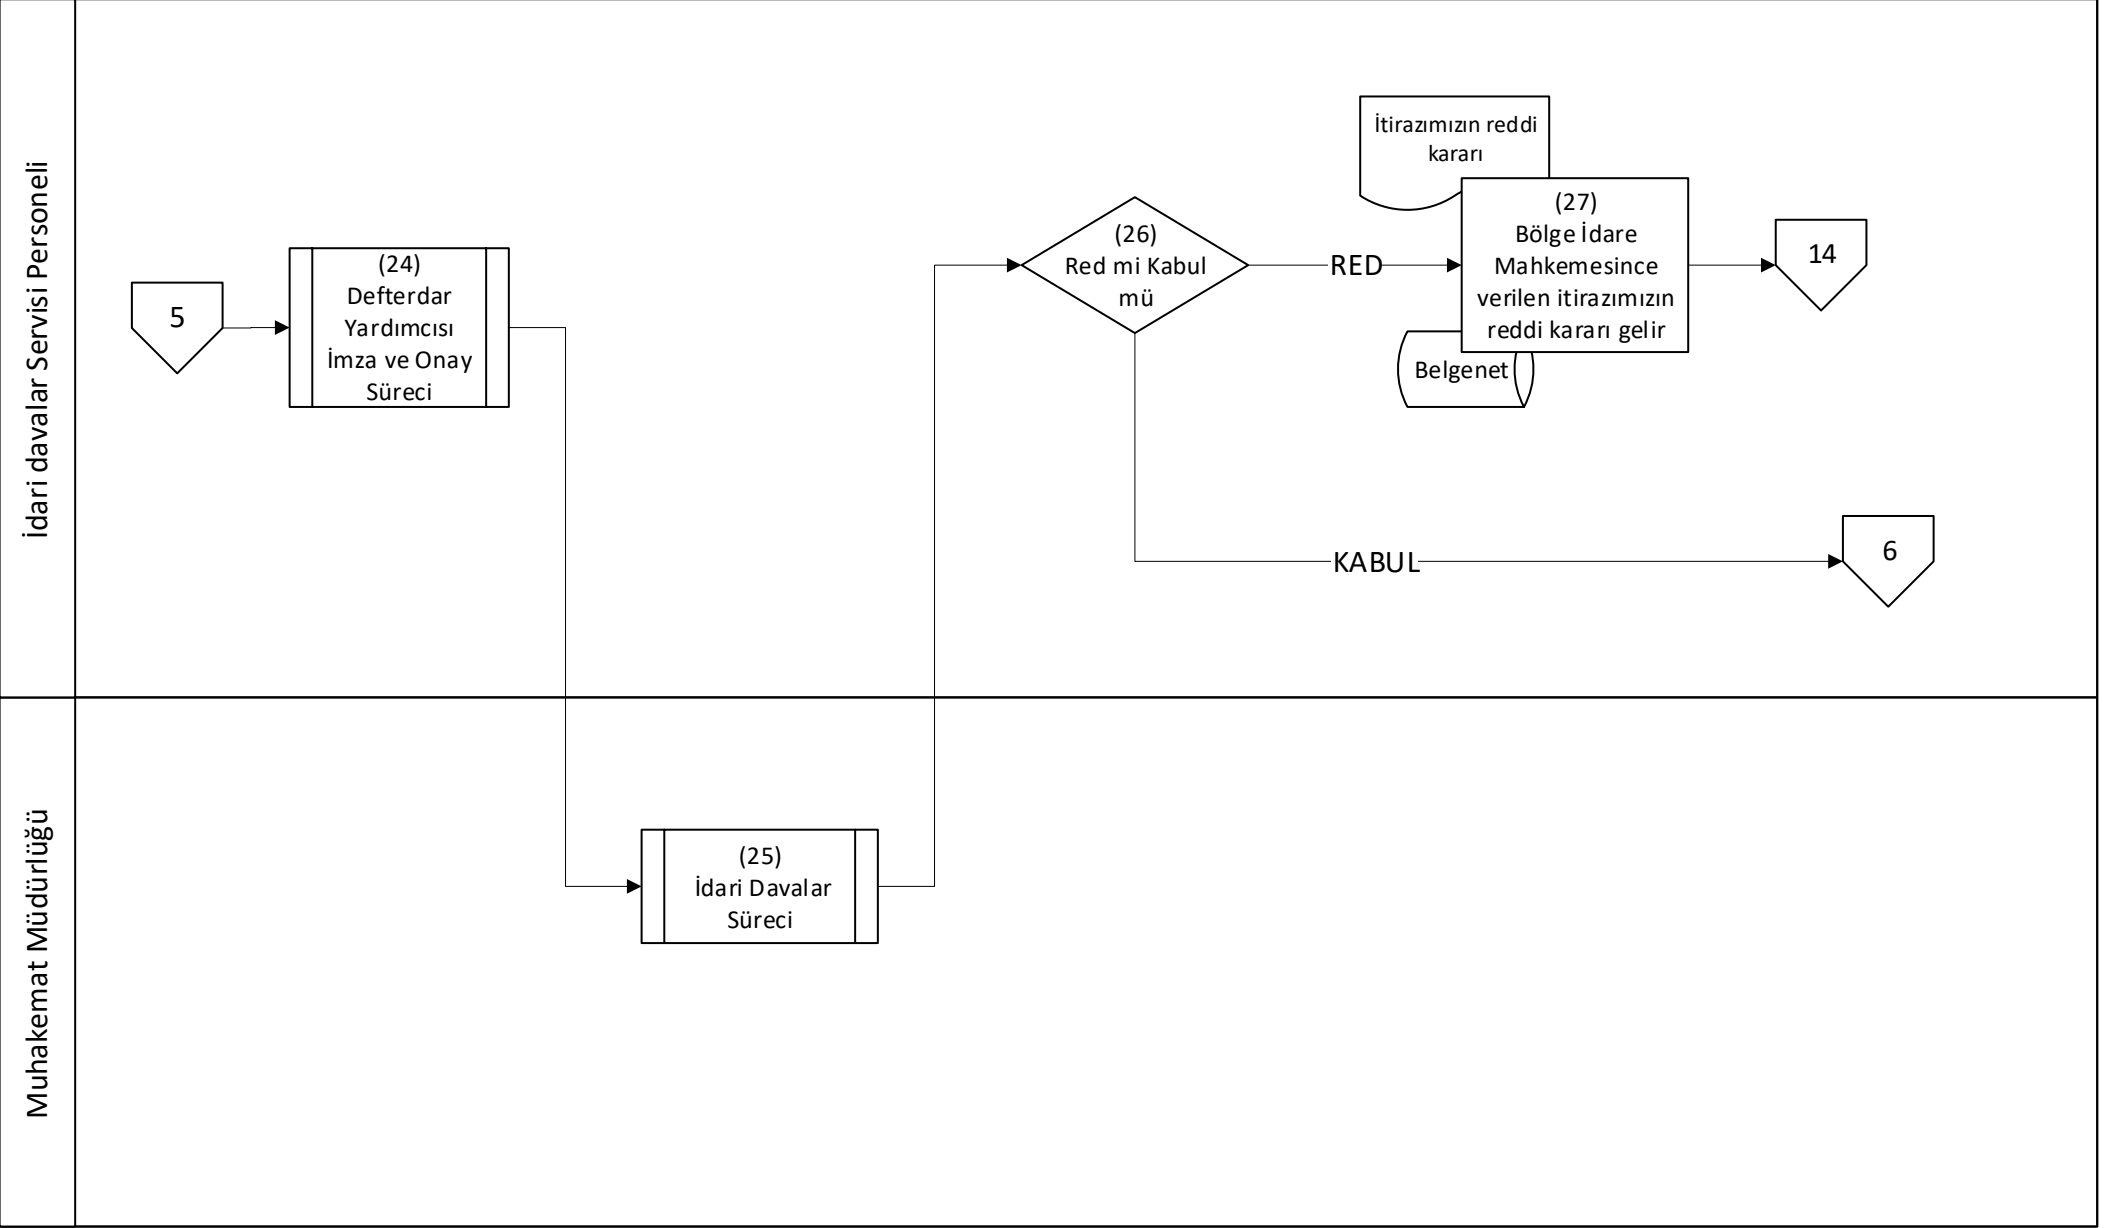 İdari davalar Servisi Personeli
5
(24)
Defterdar
Yardımcısı
İmza ve Onay
Süreci
(26)
Red mi Kabul
mü
RED
İtirazımızın reddi
kararı
(27)
Bölge İdare
Mahkemesince
verilen itirazımızın
reddi kararı gelir
Belgenet
14
KABUL
6
Muhakemat Müdürlüğü
(25)
İdari Davalar
Süreci